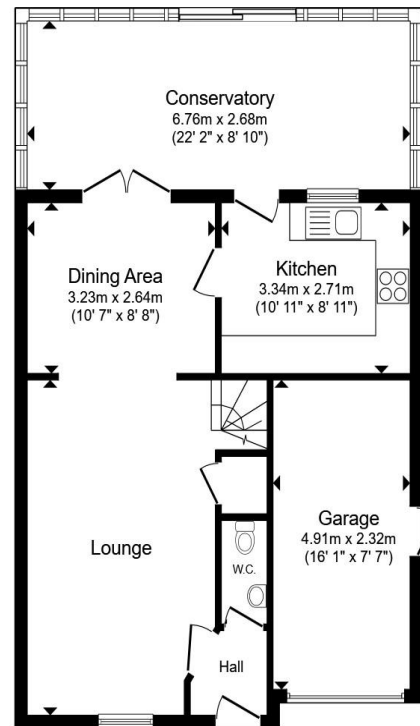 Conservatory
6.76m x 2.68m
(22' 2" x 8' 10")
Dining Area
3.23m x 2.64m
(10' 7" x 8' 8")
Kitchen
3.34m x 2.71m
(10' 11" x 8' 11")
Lounge
Garage
4.91m x 2.32m
(16' 1" x 7' 7")
W.C.
Hall